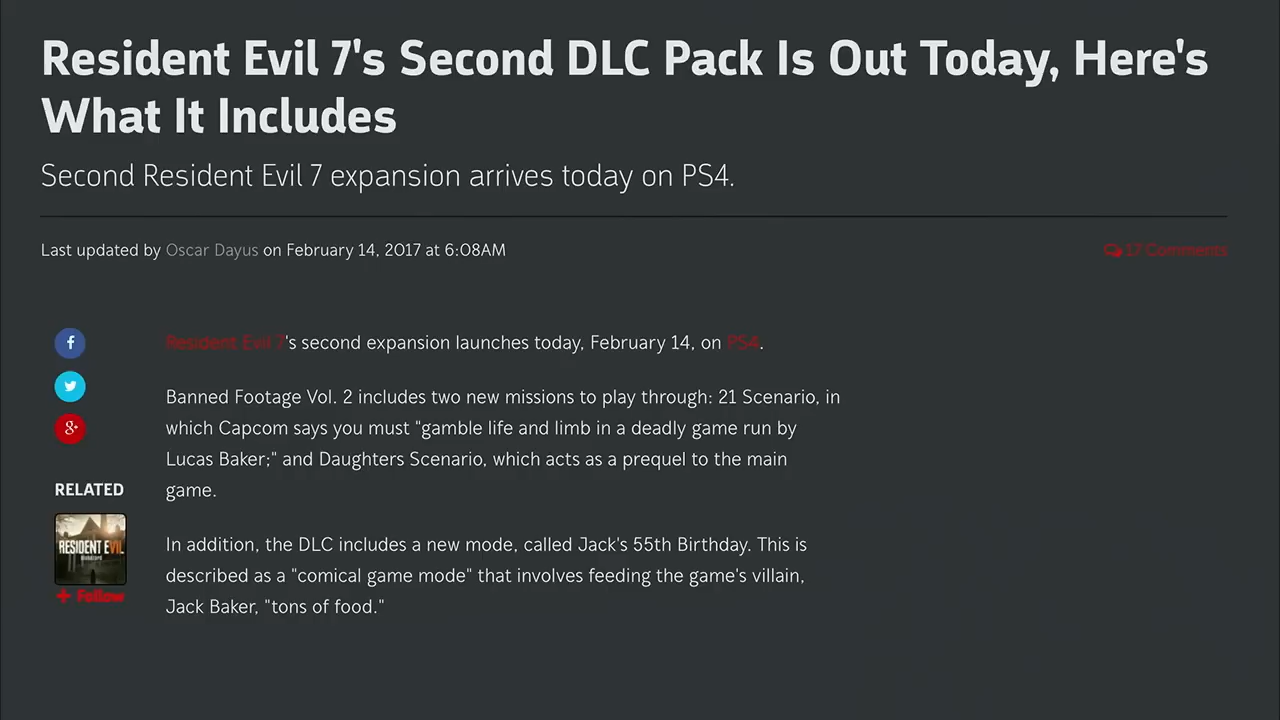 Resident Evil 7's Second DLC Pack Is Out Today, Here's
What It Includes
Second Resident Evil 7 expansion arrives today on PS4.
Last updated by Oscar Dayus on February 14, 2017 at 6:08AM
17 Comments
f
Resident Evil 7's second expansion launches today, February 14, on PS4.
g+
Banned Footage Vol. 2 includes two new missions to play through: 21 Scenario, in
which Capcom says you must "gamble life and limb in a deadly game run by
Lucas Baker;" and Daughters Scenario, which acts as a prequel to the main
game.
RELATED
RESIDENT EVIL
+ Follow
In addition, the DLC includes a new mode, called Jack's 55th Birthday. This is
described as a "comical game mode" that involves feeding the game's villain,
Jack Baker, "tons of food."